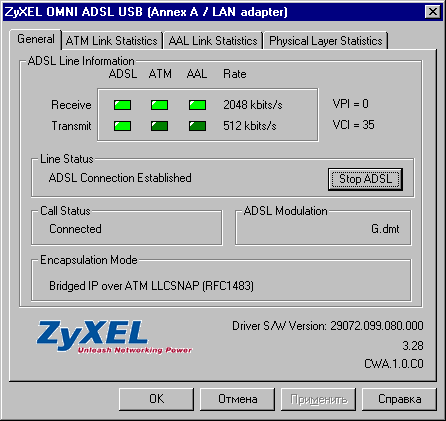 ZyXEL OMNI ADSL USB (Annex A / LAN adapter)
General ATM Link Statistics AAL Link Statistics Physical Layer Statistics
ADSL Line Information
ADSL ATM AAL Rate
Receive 2048 kbits/s VPI = 0
Transmit 512 kbits/s VCI = 35
Line Status
ADSL Connection Established Stop ADSL
Call Status ADSL Modulation
Connected G.dmt
Encapsulation Mode
Bridged IP over ATM LLCSNAP (RFC1483)
ZyXEL Driver S/W Version: 29072.099.080.000
Unleash Networking Power 3.28
CWA.1.0.C0
OK Отмена Применить Справка